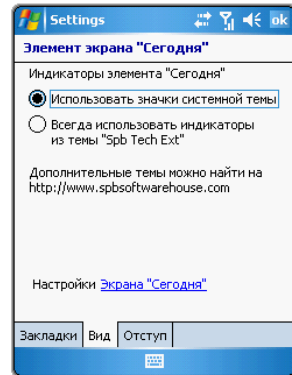 Settings
ok
Элемент экрана "Сегодня"
Индикаторы элемента "Сегодня"
Использовать значки системной темы
Всегда использовать индикаторы
из темы "Spb Tech Ext"
Дополнительные темы можно найти на
http://www.spbsoftwarehouse.com
Настройки Экрана "Сегодня"
Закладки Вид Отступ